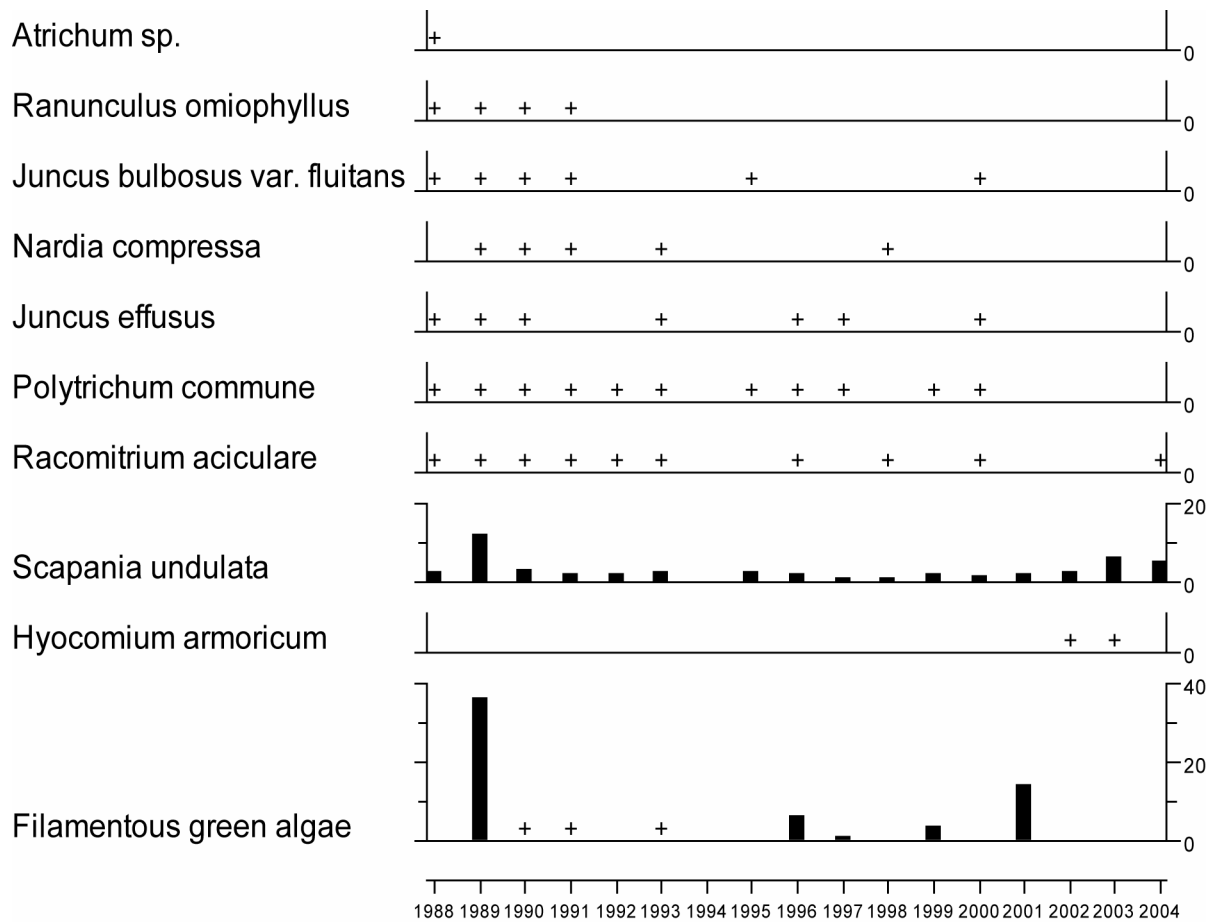 Atrichum sp.
0
Ranunculus omiophyllus
0
Juncus bulbosus var. fluitans
0
Nardia compressa
0
Juncus effusus
0
Polytrichum commune
0
Racomitrium aciculare
0
20
Scapania undulata
0
Hyocomium armoricum
0
40
20
Filamentous green algae
0
1988 1989 1990 1991 1992 1993 1994 1995 1996 1997 1998 1999 2000 2001 2002 2003 2004